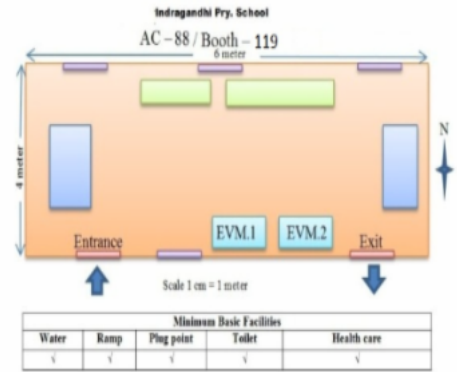 Indragandhi Pry. School
AC – 88 / Booth – 119
6 meter
4 meter
N
EVM.1 EVM.2
Entrance Exit
Scale 1 cm = 1 meter
Minimum Basic Facilities
Water Ramp Plug point Toilet Health care
√ √ √ √ √